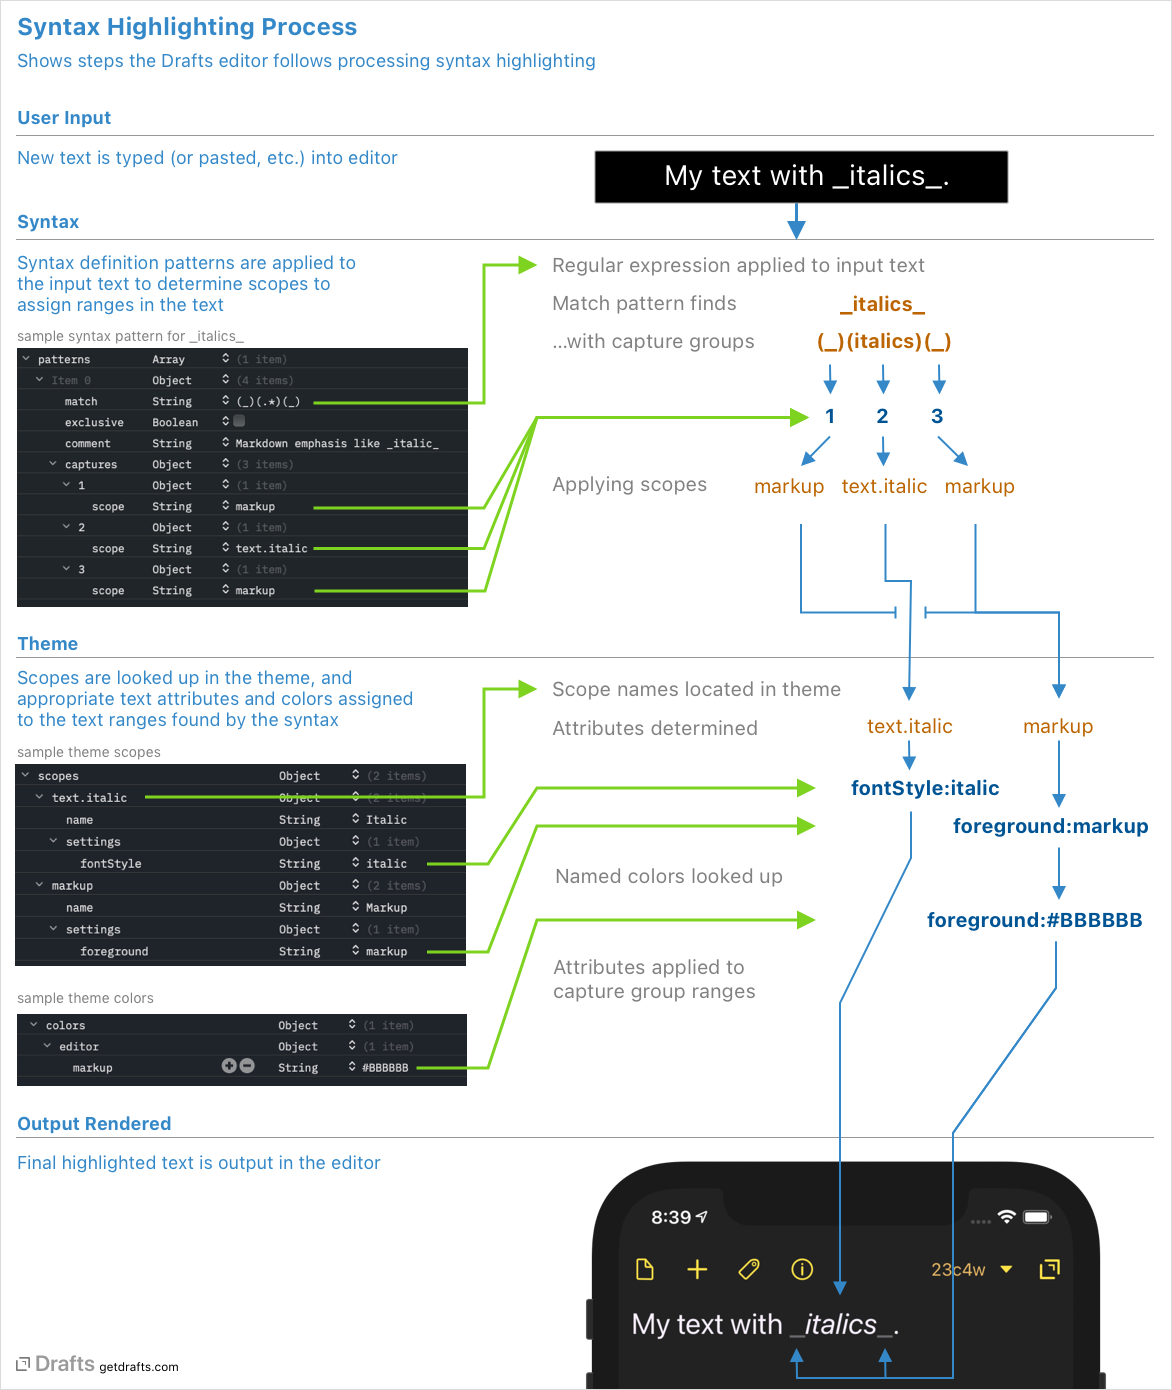 Syntax Highlighting Process
Shows steps the Drafts editor follows processing syntax highlighting
User Input
New text is typed (or pasted, etc.) into editor
My text with _italics_.
Syntax
Syntax definition patterns are applied to
the input text to determine scopes to
assign ranges in the text
sample syntax pattern for _italics_
patterns Array (1 item)
Item 0 Object (4 items)
match String (_)(.*)(_)
exclusive Boolean
comment String Markdown emphasis like _italic_
captures Object (3 items)
1 Object (1 item)
scope String markup
2 Object (1 item)
scope String text.italic
3 Object (1 item)
scope String markup
Regular expression applied to input text
Match pattern finds _italics_
...with capture groups (_)(italics)(_)
1 2 3
Applying scopes markup text.italic markup
Theme
Scopes are looked up in the theme, and
appropriate text attributes and colors assigned
to the text ranges found by the syntax
sample theme scopes
scopes Object (2 items)
text.italic Object (2 items)
name String Italic
settings Object (1 item)
fontStyle String italic
markup Object (2 items)
name String Markup
settings Object (1 item)
foreground String markup
sample theme colors
colors Object (1 item)
editor Object (1 item)
markup String #BBBBBB
Scope names located in theme
Attributes determined text.italic markup
fontStyle:italic
foreground:markup
Named colors looked up
foreground:#BBBBBB
Attributes applied to
capture group ranges
Output Rendered
Final highlighted text is output in the editor
8:39
23c4w
My text with _italics_.
Drafts getdrafts.com